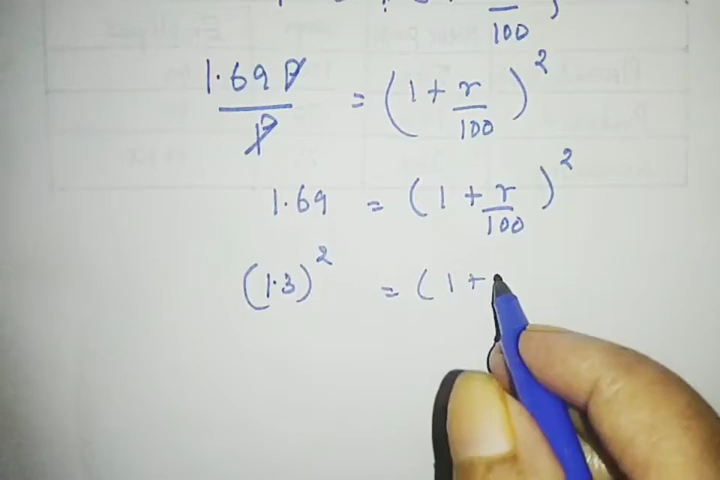 100
1.69 P / P = ( 1 + r / 100 ) 2
1.69 = ( 1 + r / 100 ) 2
(1.3) 2 = ( 1 +